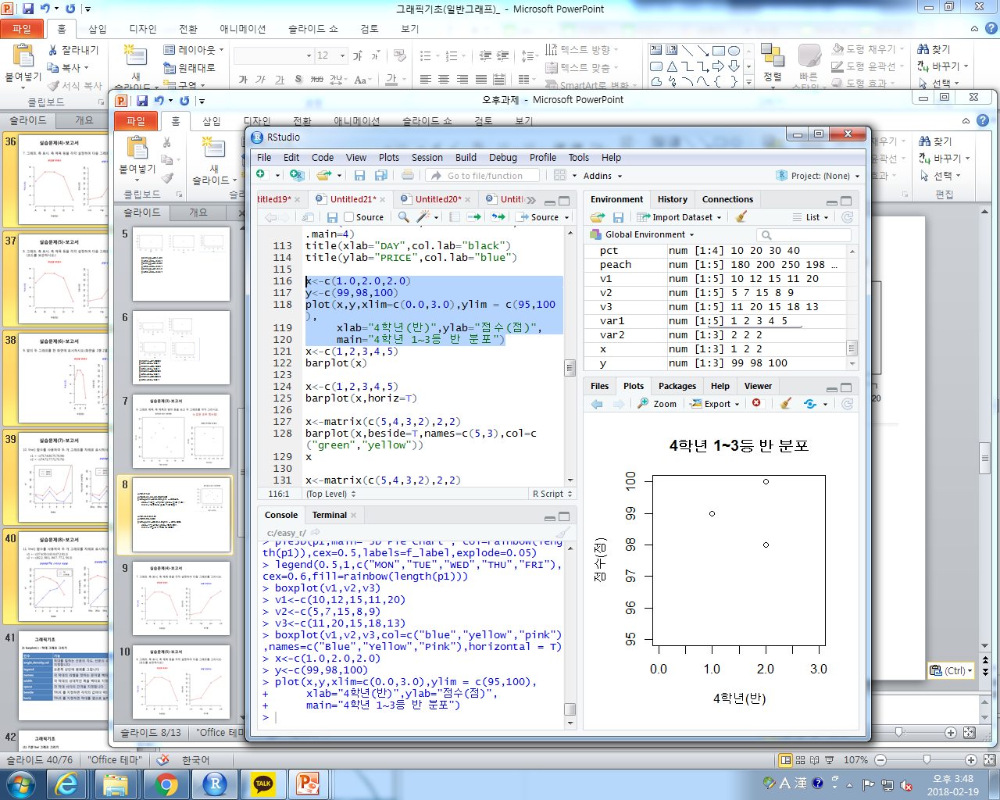 그래픽기초(일반그래프)_ - Microsoft PowerPoint
파일 홈 삽입 디자인 전환 애니메이션 슬라이드 쇼 검토 보기
붙여넣기
잘라내기
복사
서식 복사
클립보드
새
슬라이드
레이아웃
원래대로
구역
12
텍스트 방향
텍스트 맞춤
SmartArt로 변환
정렬
빠른
스타일
도형 채우기
도형 윤곽선
도형 효과
찾기
바꾸기
선택
슬라이드 개요
36
실습문제(4)-보고서
37
실습문제(5)-보고서
38
실습문제(6)-보고서
39
실습문제(7)-보고서
40
실습문제(8)-보고서
41
그래픽기초
42
그래픽기초
슬라이드 40/76 "Office 테마" 한국어
107%
오후과제 - Microsoft PowerPoint
파일 홈 삽입 디자인 전환 애니메이션 슬라이드 쇼 검토 보기
붙여넣기
클립보드
새
슬라이드
찾기
바꾸기
선택
편집
슬라이드 개요
5
6
7
실습문제(3)-보고서
8
9
실습문제(4)-보고서
10
실습문제(5)-보고서
슬라이드 8/13 "Office 테마
(Ctrl)
20
RStudio
File Edit Code View Plots Session Build Debug Profile Tools Help
Go to file/function
Addins
Project: (None)
ntitled19* Untitled21* Untitled20* Untitl
Source
Source
.main=4)
113 title(xlab="DAY",col.lab="black")
114 title(ylab="PRICE",col.lab="blue")
115
116 x<-c(1.0,2.0,2.0)
117 y<-c(99,98,100)
118 plot(x,y,xlim=c(0.0,3.0),ylim = c(95,100
),
119 xlab="4학년(반)",ylab="점수(점)",
120 main="4학년 1~3등 반 분포")
121 x<-c(1,2,3,4,5)
122 barplot(x)
123
124 x<-c(1,2,3,4,5)
125 barplot(x,horiz=T)
126
127 x<-matrix(c(5,4,3,2),2,2)
128 barplot(x,beside=T,names=c(5,3),col=c
("green","yellow"))
129 x
130
131 x<-matrix(c(5,4,3,2),2,2)
116:1 (Top Level) R Script
Console Terminal
c:/easy_r/
> pie3D(p1,main="3D Pie Chart", col=rainbow(leng
th(p1)),cex=0.5,labels=f_label,explode=0.05)
> legend(0.5,1,c("MON","TUE","WED","THU","FRI"),
cex=0.6,fill=rainbow(length(p1)))
> boxplot(v1,v2,v3)
> v1<-c(10,12,15,11,20)
> v2<-c(5,7,15,8,9)
> v3<-c(11,20,15,18,13)
> boxplot(v1,v2,v3,col=c("blue","yellow","pink")
,names=c("Blue","Yellow","Pink"),horizontal = T)
> x<-c(1.0,2.0,2.0)
> y<-c(99,98,100)
> plot(x,y,xlim=c(0.0,3.0),ylim = c(95,100),
+ xlab="4학년(반)",ylab="점수(점)",
+ main="4학년 1~3등 반 분포")
>
Environment History Connections
Import Dataset
List
Global Environment
pct num [1:4] 10 20 30 40
peach num [1:5] 180 200 250 198 …
v1 num [1:5] 10 12 15 11 20
v2 num [1:5] 5 7 15 8 9
v3 num [1:5] 11 20 15 18 13
var1 num [1:5] 1 2 3 4 5
var2 num [1:3] 2 2 2
x num [1:3] 1 2 2
y num [1:3] 99 98 100
Files Plots Packages Help Viewer
Zoom Export
4학년 1~3등 반 분포
점수(점)
100
99
98
97
96
95
0.0 1.0 2.0 3.0
4학년(반)
TALK
A 漢
오후 3:48
2018-02-19